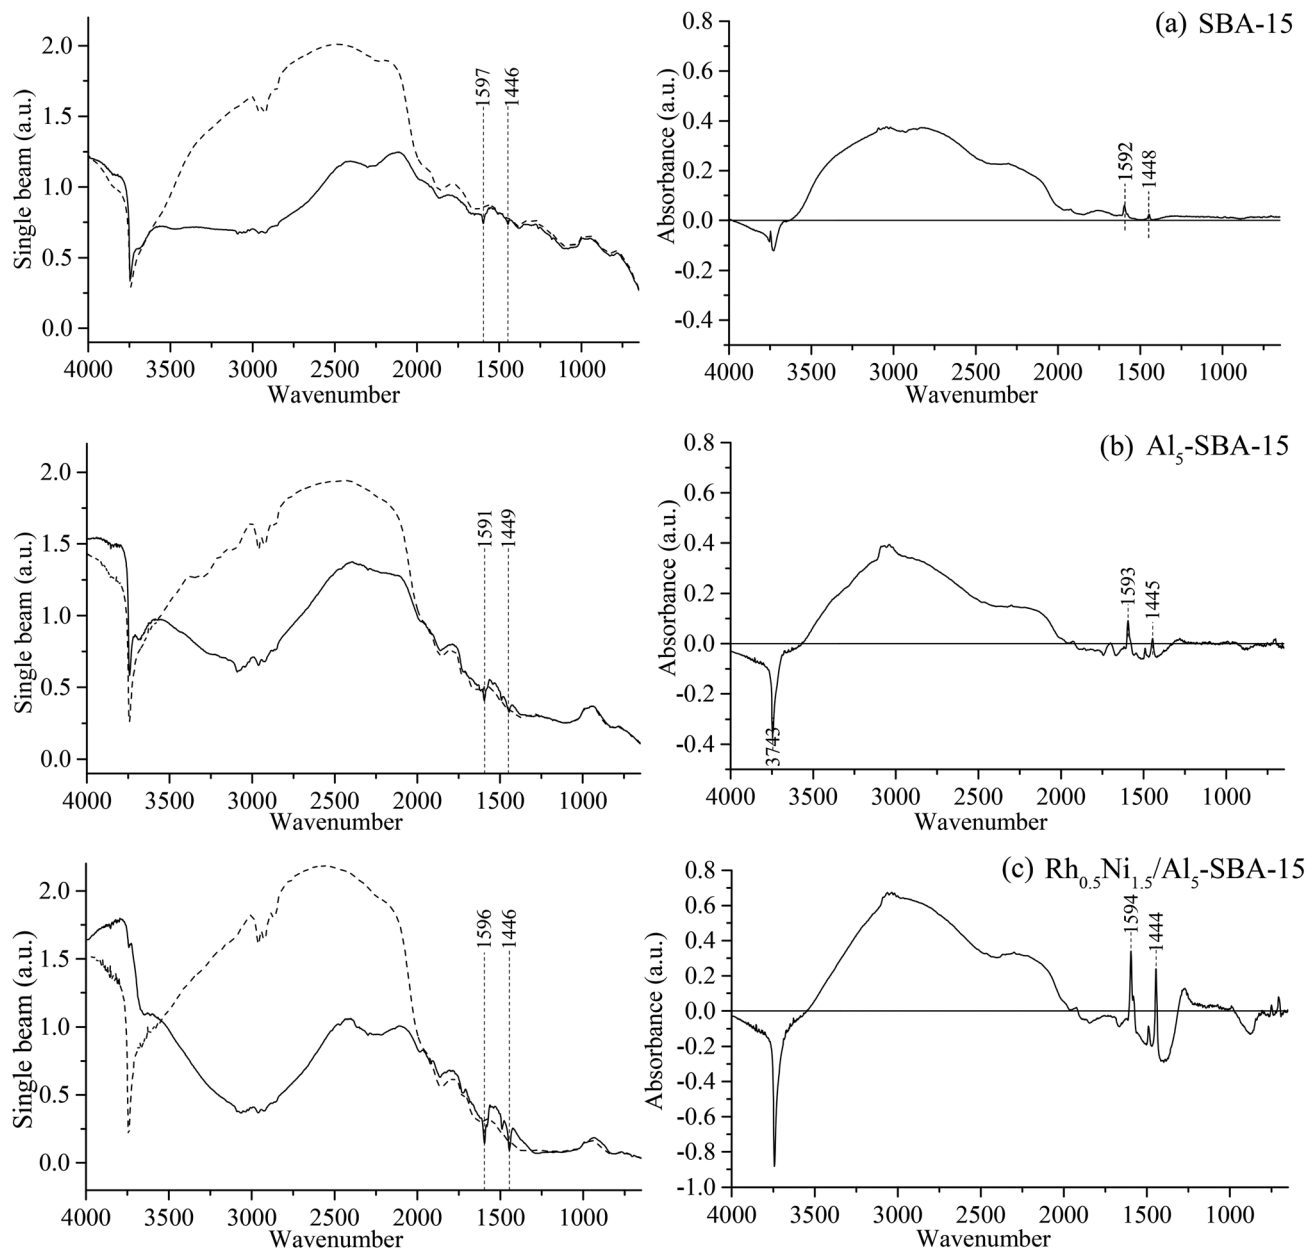 (a) SBA-15
2.0
1.5
1.0
0.5
0.0
Single beam (a.u.)
1597
1446
4000 3500 3000 2500 2000 1500 1000
Wavenumber
0.8
0.6
0.4
0.2
0.0
-0.2
-0.4
Absorbance (a.u.)
1592
1448
4000 3500 3000 2500 2000 1500 1000
Wavenumber
(b) Al5-SBA-15
2.0
1.5
1.0
0.5
0.0
Single beam (a.u.)
1591
1449
4000 3500 3000 2500 2000 1500 1000
Wavenumber
0.8
0.6
0.4
0.2
0.0
-0.2
-0.4
Absorbance (a.u.)
3743
1593
1445
4000 3500 3000 2500 2000 1500 1000
Wavenumber
(c) Rh0.5Ni1.5/Al5-SBA-15
2.0
1.5
1.0
0.5
0.0
Single beam (a.u.)
1596
1446
4000 3500 3000 2500 2000 1500 1000
Wavenumber
0.8
0.6
0.4
0.2
0.0
-0.2
-0.4
-0.6
-0.8
-1.0
Absorbance (a.u.)
1594
1444
4000 3500 3000 2500 2000 1500 1000
Wavenumber